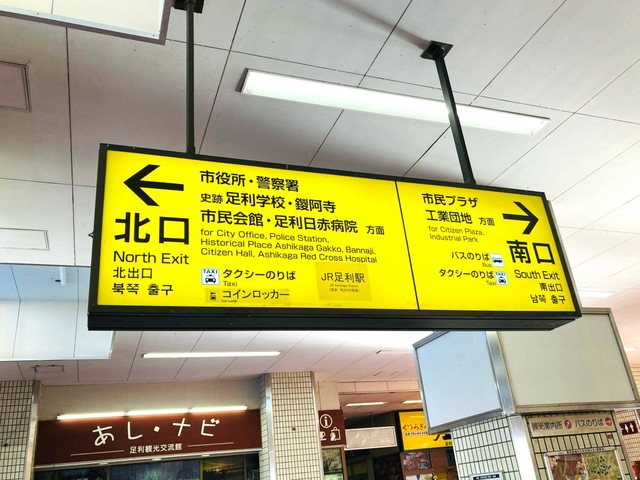 市役所・警察署
史跡 足利学校・鑁阿寺
市民会館・足利日赤病院 方面
for City Office, Police Station,
Historical Place Ashikaga Gakko, Bannaji,
Citizen Hall, Ashikaga Red Cross Hospital
北口
North Exit
北出口
북쪽 출구
TAXI タクシーのりば
Taxi
コインロッカー
JR足利駅
市民プラザ
工業団地 方面
for Citizen Plaza,
Industrial Park
バスのりば
Bus
タクシーのりば
Taxi
南口
South Exit
南出口
남쪽 출구
あし・ナビ
足利観光交流館
i
観光案内所
バスのりば